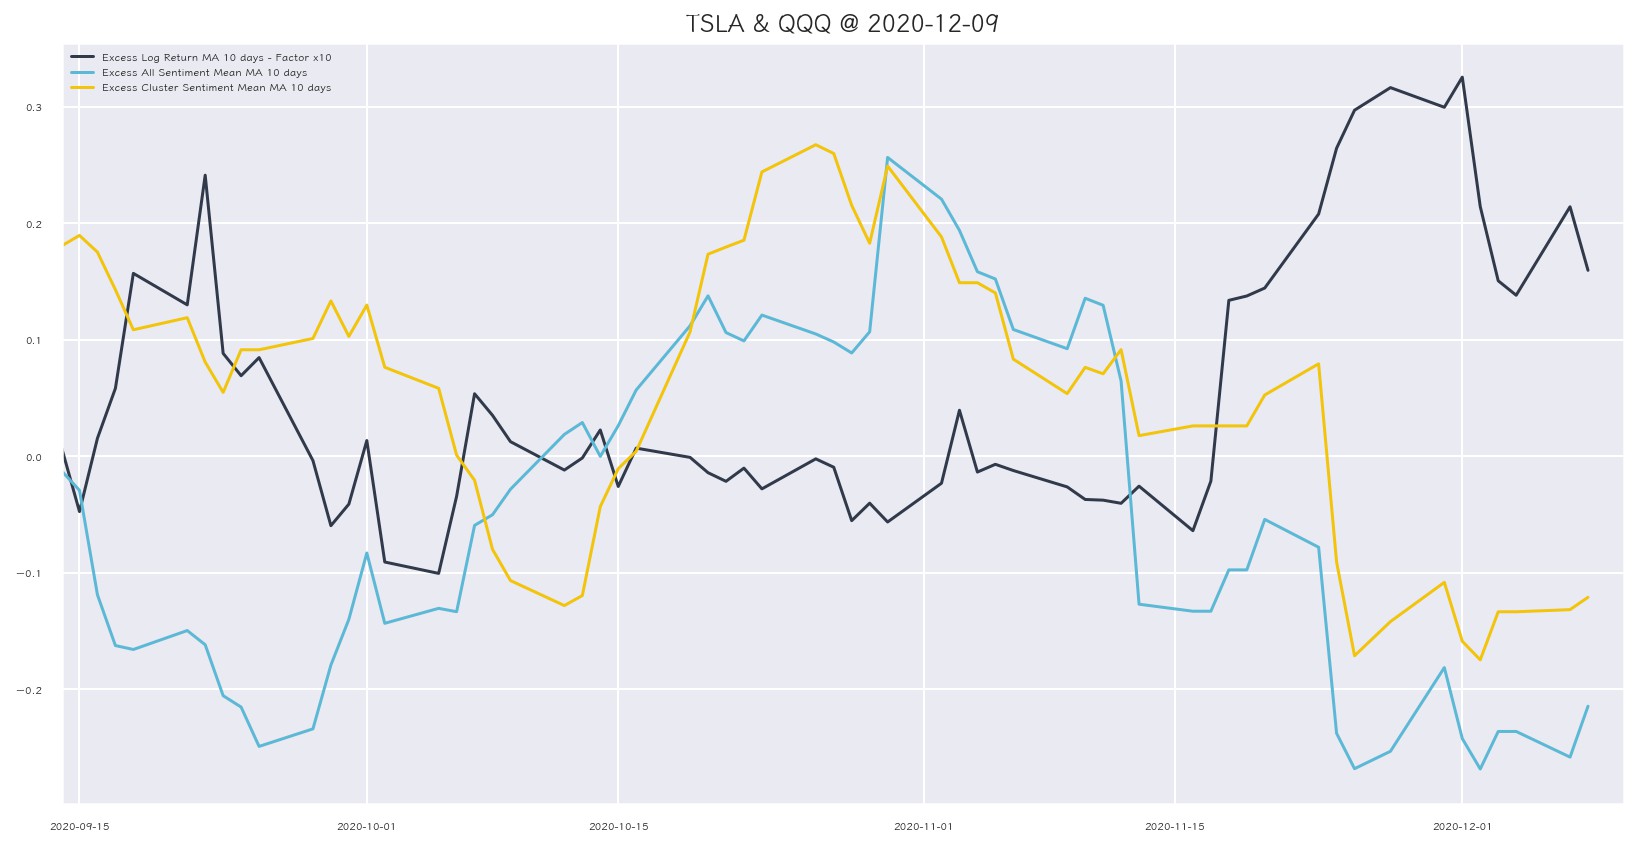 TSLA & QQQ @ 2020-12-09
Excess Log Return MA 10 days - Factor x10
Excess All Sentiment Mean MA 10 days
Excess Cluster Sentiment Mean MA 10 days
0.3
0.2
0.1
0.0
−0.1
−0.2
2020-09-15 2020-10-01 2020-10-15 2020-11-01 2020-11-15 2020-12-01